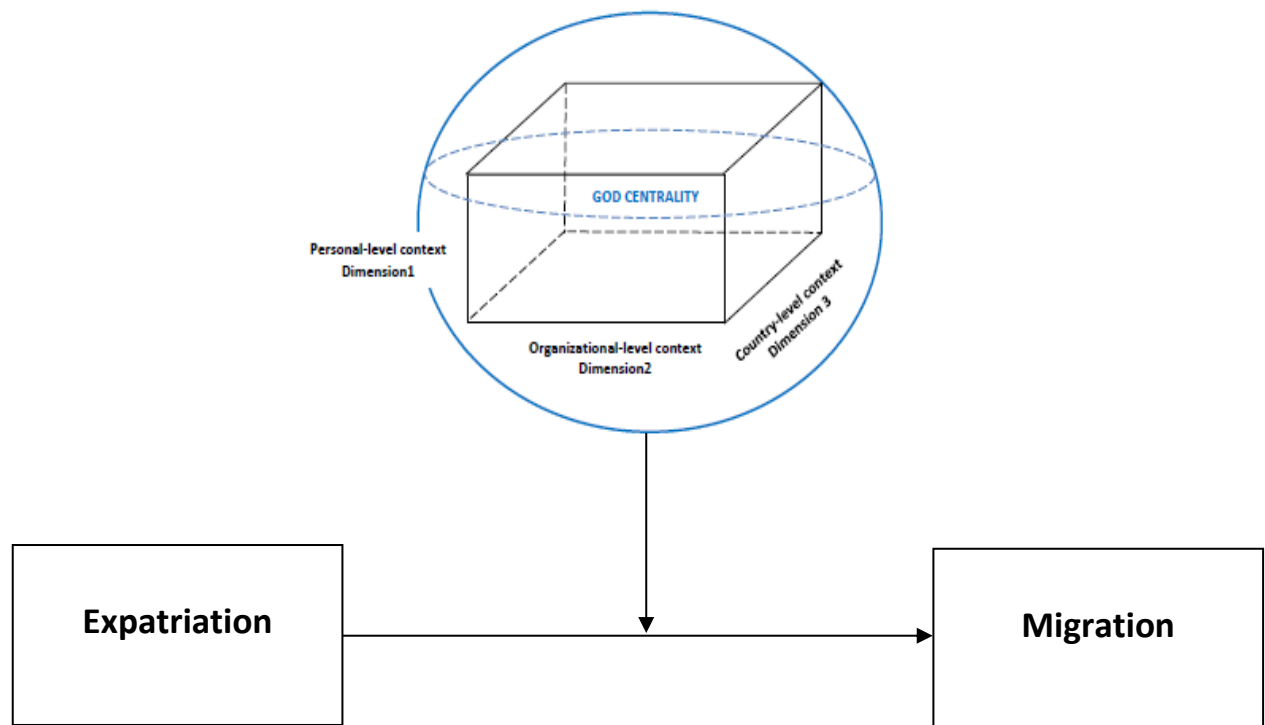 GOD CENTRALITY
Personal-level context
Dimension1
Organizational-level context
Dimension2
Country-level context
Dimension 3
Expatriation
Migration